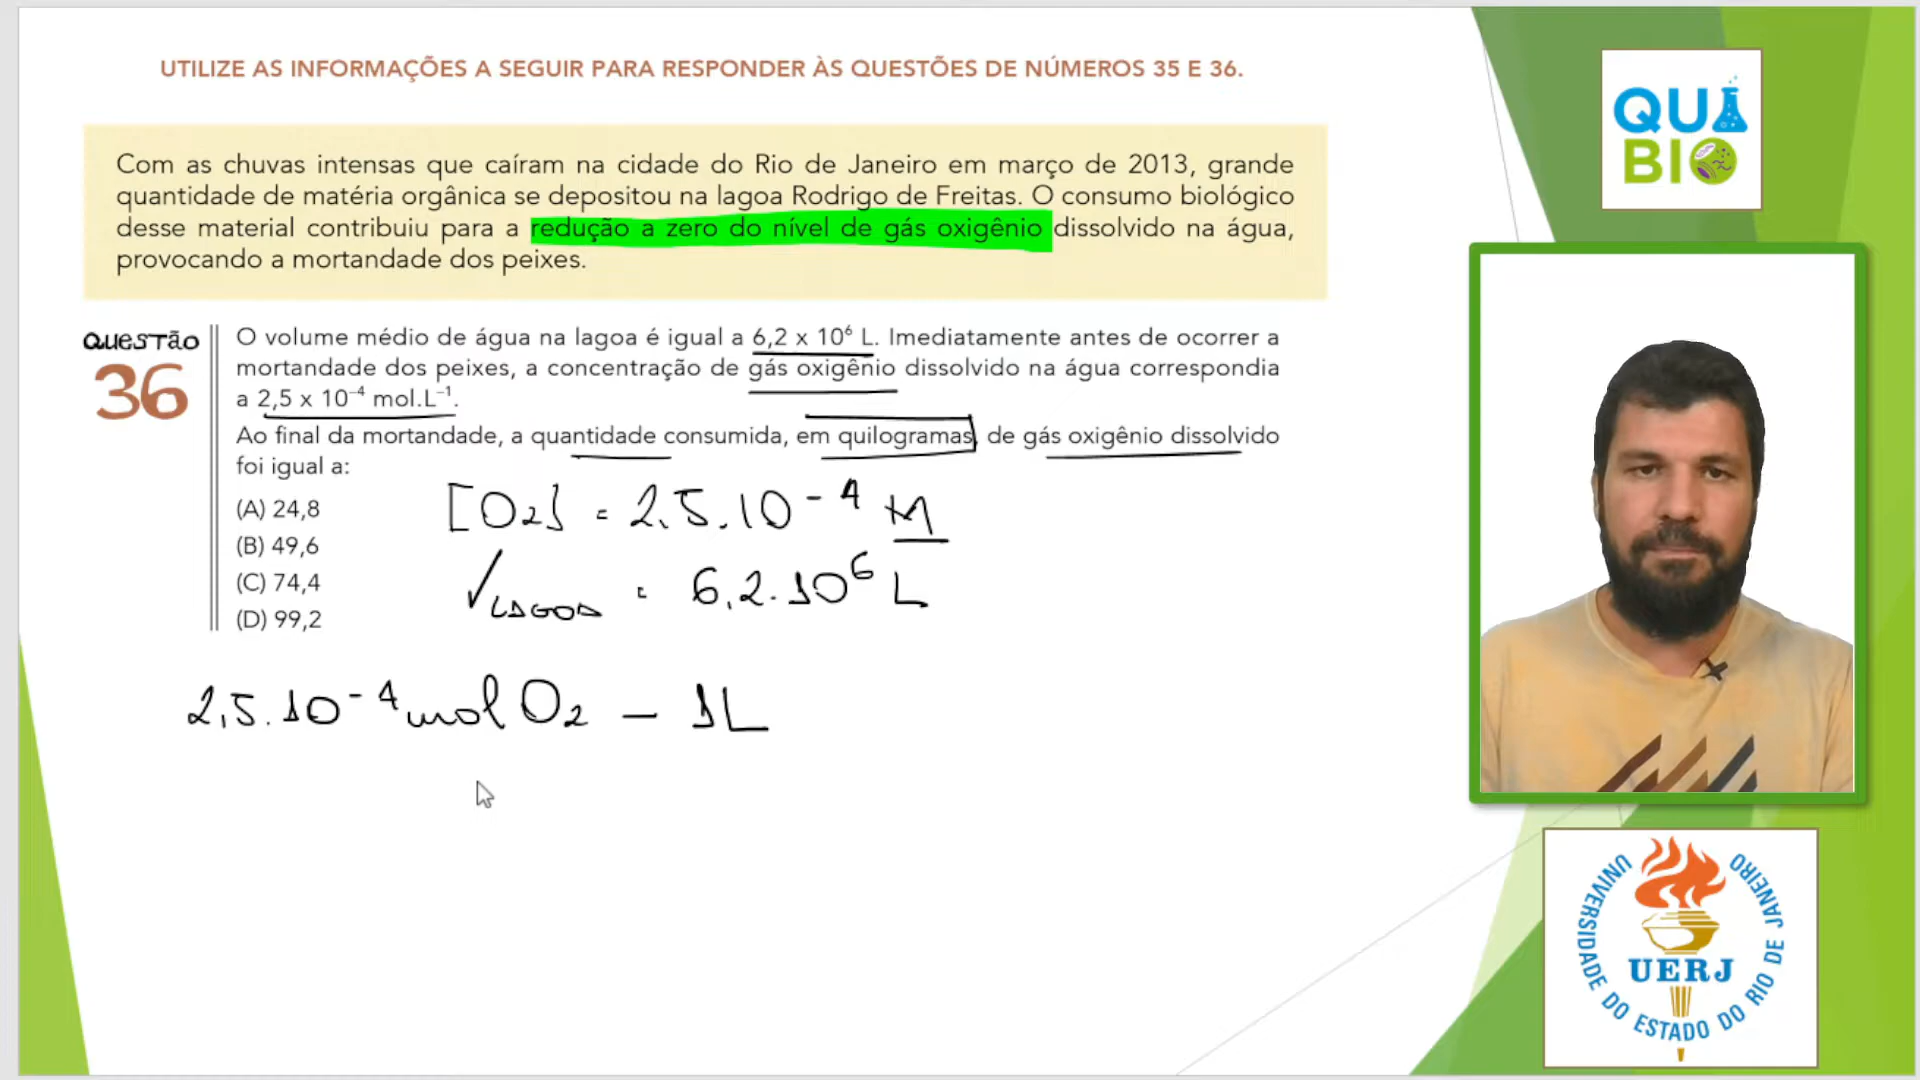 UTILIZE AS INFORMAÇÕES A SEGUIR PARA RESPONDER ÀS QUESTÕES DE NÚMEROS 35 E 36.
Com as chuvas intensas que caíram na cidade do Rio de Janeiro em março de 2013, grande
quantidade de matéria orgânica se depositou na lagoa Rodrigo de Freitas. O consumo biológico
desse material contribuiu para a redução a zero do nível de gás oxigênio dissolvido na água,
provocando a mortandade dos peixes.
QUESTÃO
36
O volume médio de água na lagoa é igual a 6,2 x 10⁶ L. Imediatamente antes de ocorrer a
mortandade dos peixes, a concentração de gás oxigênio dissolvido na água correspondia
a 2,5 x 10⁻⁴ mol.L⁻¹.
Ao final da mortandade, a quantidade consumida, em quilogramas, de gás oxigênio dissolvido
foi igual a:
(A) 24,8
(B) 49,6
(C) 74,4
(D) 99,2
[O₂] = 2,5.10⁻⁴ M
V LAGOA = 6,2.10⁶ L
2,5.10⁻⁴ mol O₂ – 1L
QUI
BIO
UNIVERSIDADE DO ESTADO DO RIO DE JANEIRO
UERJ